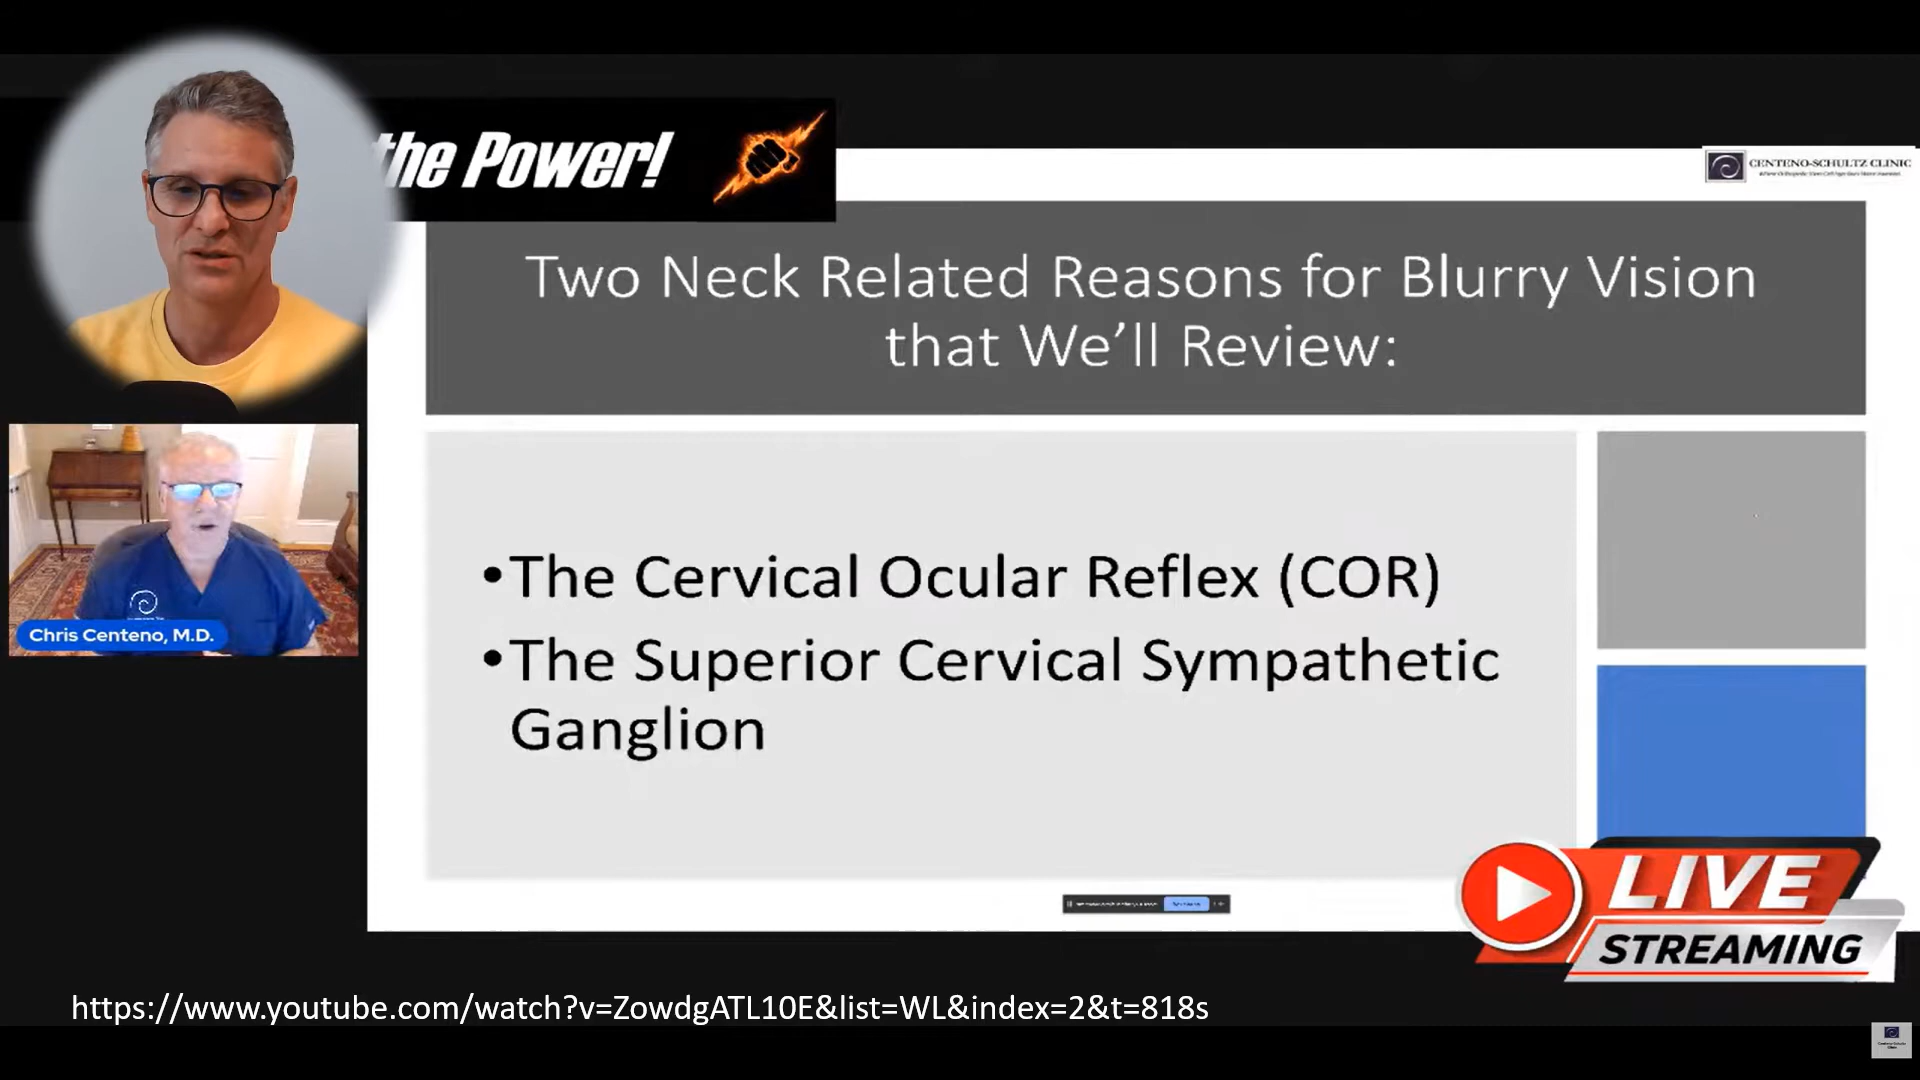 the Power!
CENTENO-SCHULTZ CLINIC
Two Neck Related Reasons for Blurry Vision
that We'll Review:
•The Cervical Ocular Reflex (COR)
•The Superior Cervical Sympathetic
Ganglion
Chris Centeno, M.D.
LIVE
STREAMING
https://www.youtube.com/watch?v=ZowdgATL10E&list=WL&index=2&t=818s